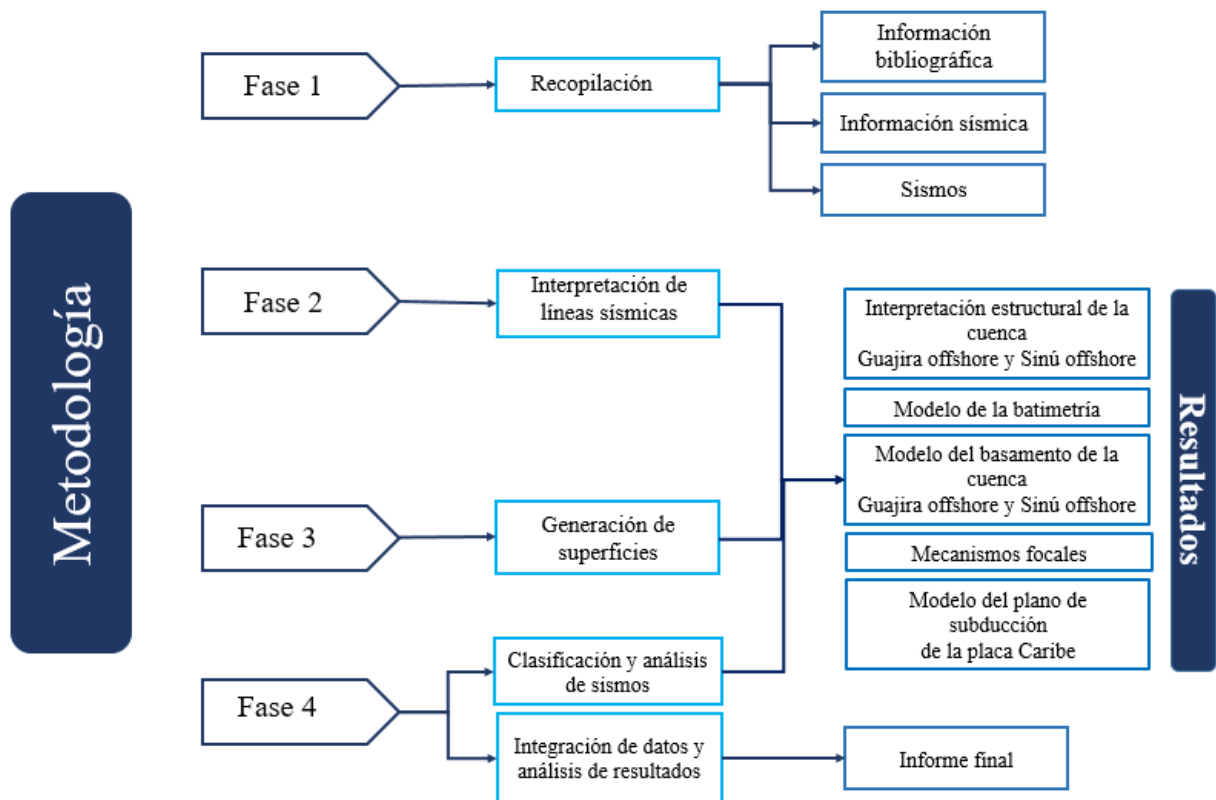 Metodología
Fase 1
Recopilación
Información
bibliográfica
Información sísmica
Sismos
Fase 2
Interpretación de
líneas sísmicas
Fase 3
Generación de
superficies
Fase 4
Clasificación y análisis
de sismos
Integración de datos y
análisis de resultados
Interpretación estructural de la
cuenca
Guajira offshore y Sinú offshore
Modelo de la batimetría
Modelo del basamento de la
cuenca
Guajira offshore y Sinú offshore
Mecanismos focales
Modelo del plano de
subducción
de la placa Caribe
Informe final
Resultados